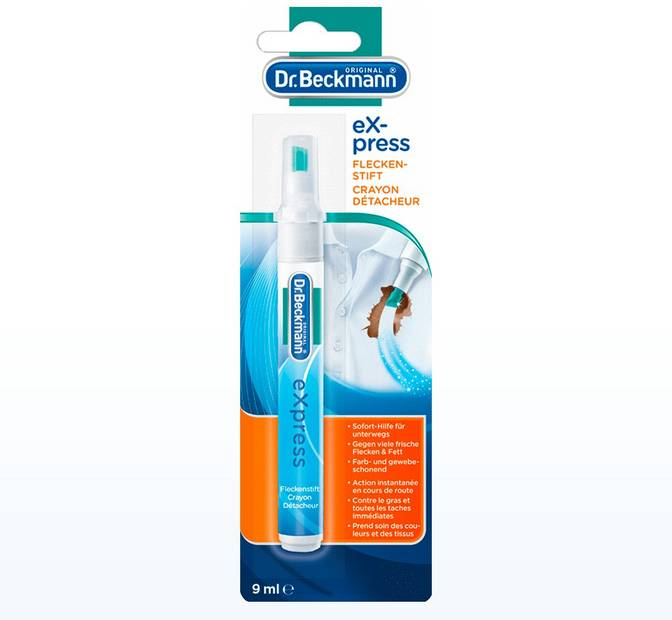 ORIGINAL ®
Dr.Beckmann
eX-
press
FLECKEN-
STIFT
CRAYON
DÉTACHEUR
Dr.Beckmann
ORIGINAL ®
eXpress
Fleckenstift
Crayon
Détacheur
• Sofort-Hilfe für
unterwegs
• Gegen viele frische
Flecken & Fett
• Farb- und gewebe-
schonend
• Action instantanée
en cours de route
• Contre le gras et
toutes les taches
immédiates
• Prend soin des cou-
leurs et des tissus
9 ml ℮